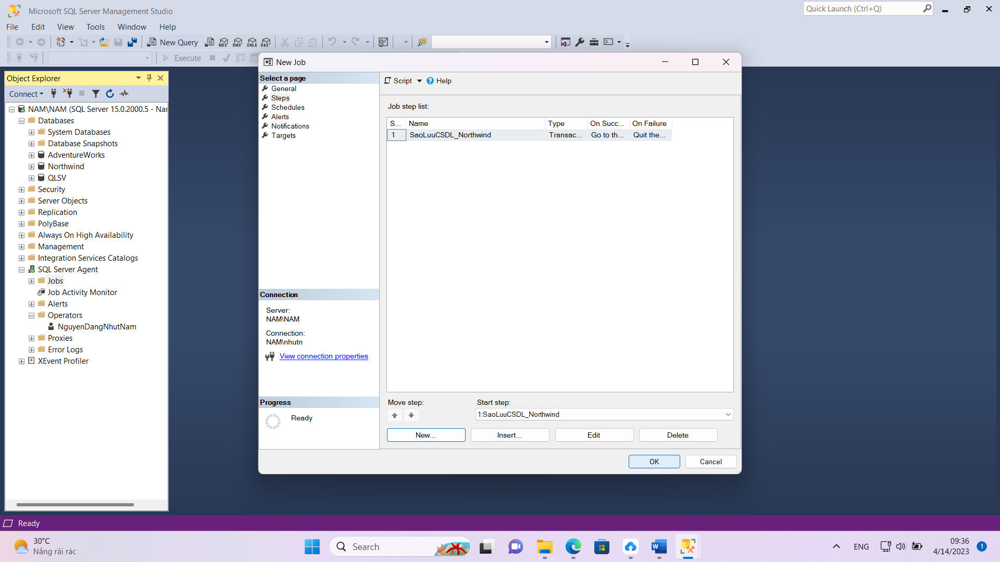 Microsoft SQL Server Management Studio
Quick Launch (Ctrl+Q)
File Edit View Tools Window Help
New Query MDX DMX XMLA DAX
Execute
Object Explorer
Connect
NAM\NAM (SQL Server 15.0.2000.5 - Nar
Databases
System Databases
Database Snapshots
AdventureWorks
Northwind
QLSV
Security
Server Objects
Replication
PolyBase
Always On High Availability
Management
Integration Services Catalogs
SQL Server Agent
Jobs
Job Activity Monitor
Alerts
Operators
NguyenDangNhutNam
Proxies
Error Logs
XEvent Profiler
New Job
Select a page
General
Steps
Schedules
Alerts
Notifications
Targets
Connection
Server:
NAM\NAM
Connection:
NAM\nhutn
View connection properties
Progress
Ready
Script Help
Job step list:
S... Name Type On Succ... On Failure
1 SaoLuuCSDL_Northwind Transac... Go to th... Quit the...
Move step: Start step:
1:SaoLuuCSDL_Northwind
New... Insert... Edit Delete
OK Cancel
Ready
30°C
Nắng rải rác
Search
ENG
09:36
4/14/2023
1